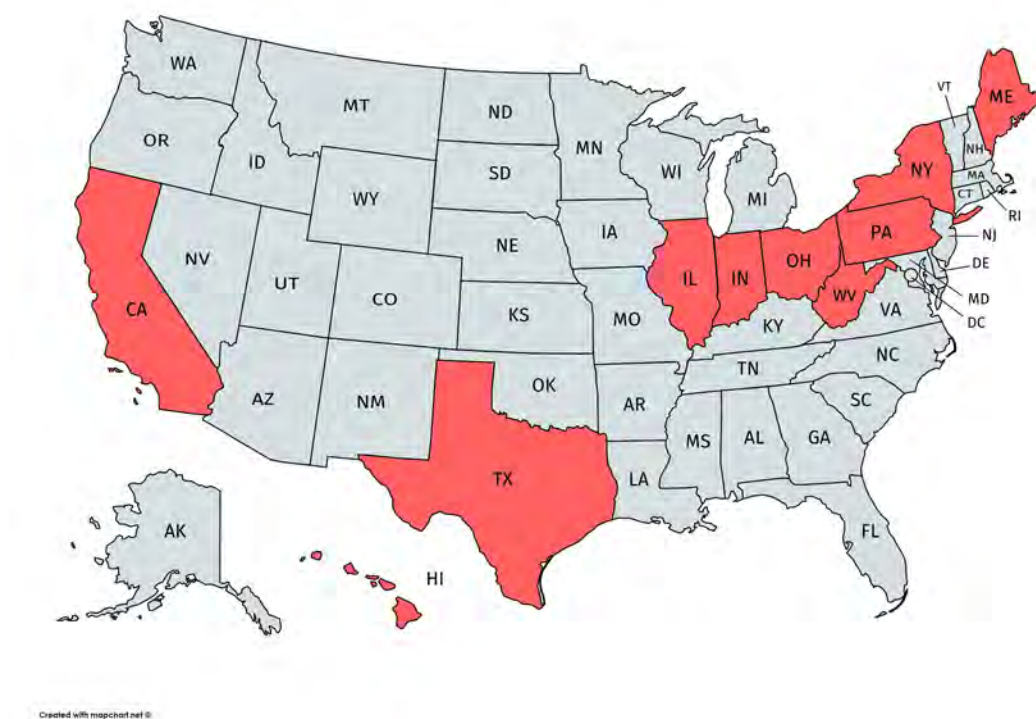 WA
MT
ND
MN
VT
ME
OR
ID
SD
WI
MI
NY
NH
MA
CT
RI
WY
IA
NE
PA
NJ
NV
UT
CO
IL
IN
OH
DE
MD
DC
CA
KS
MO
WV
VA
KY
AZ
NM
OK
TN
NC
AR
SC
MS
AL
GA
TX
LA
FL
AK
HI
Created with mapchart.net ©